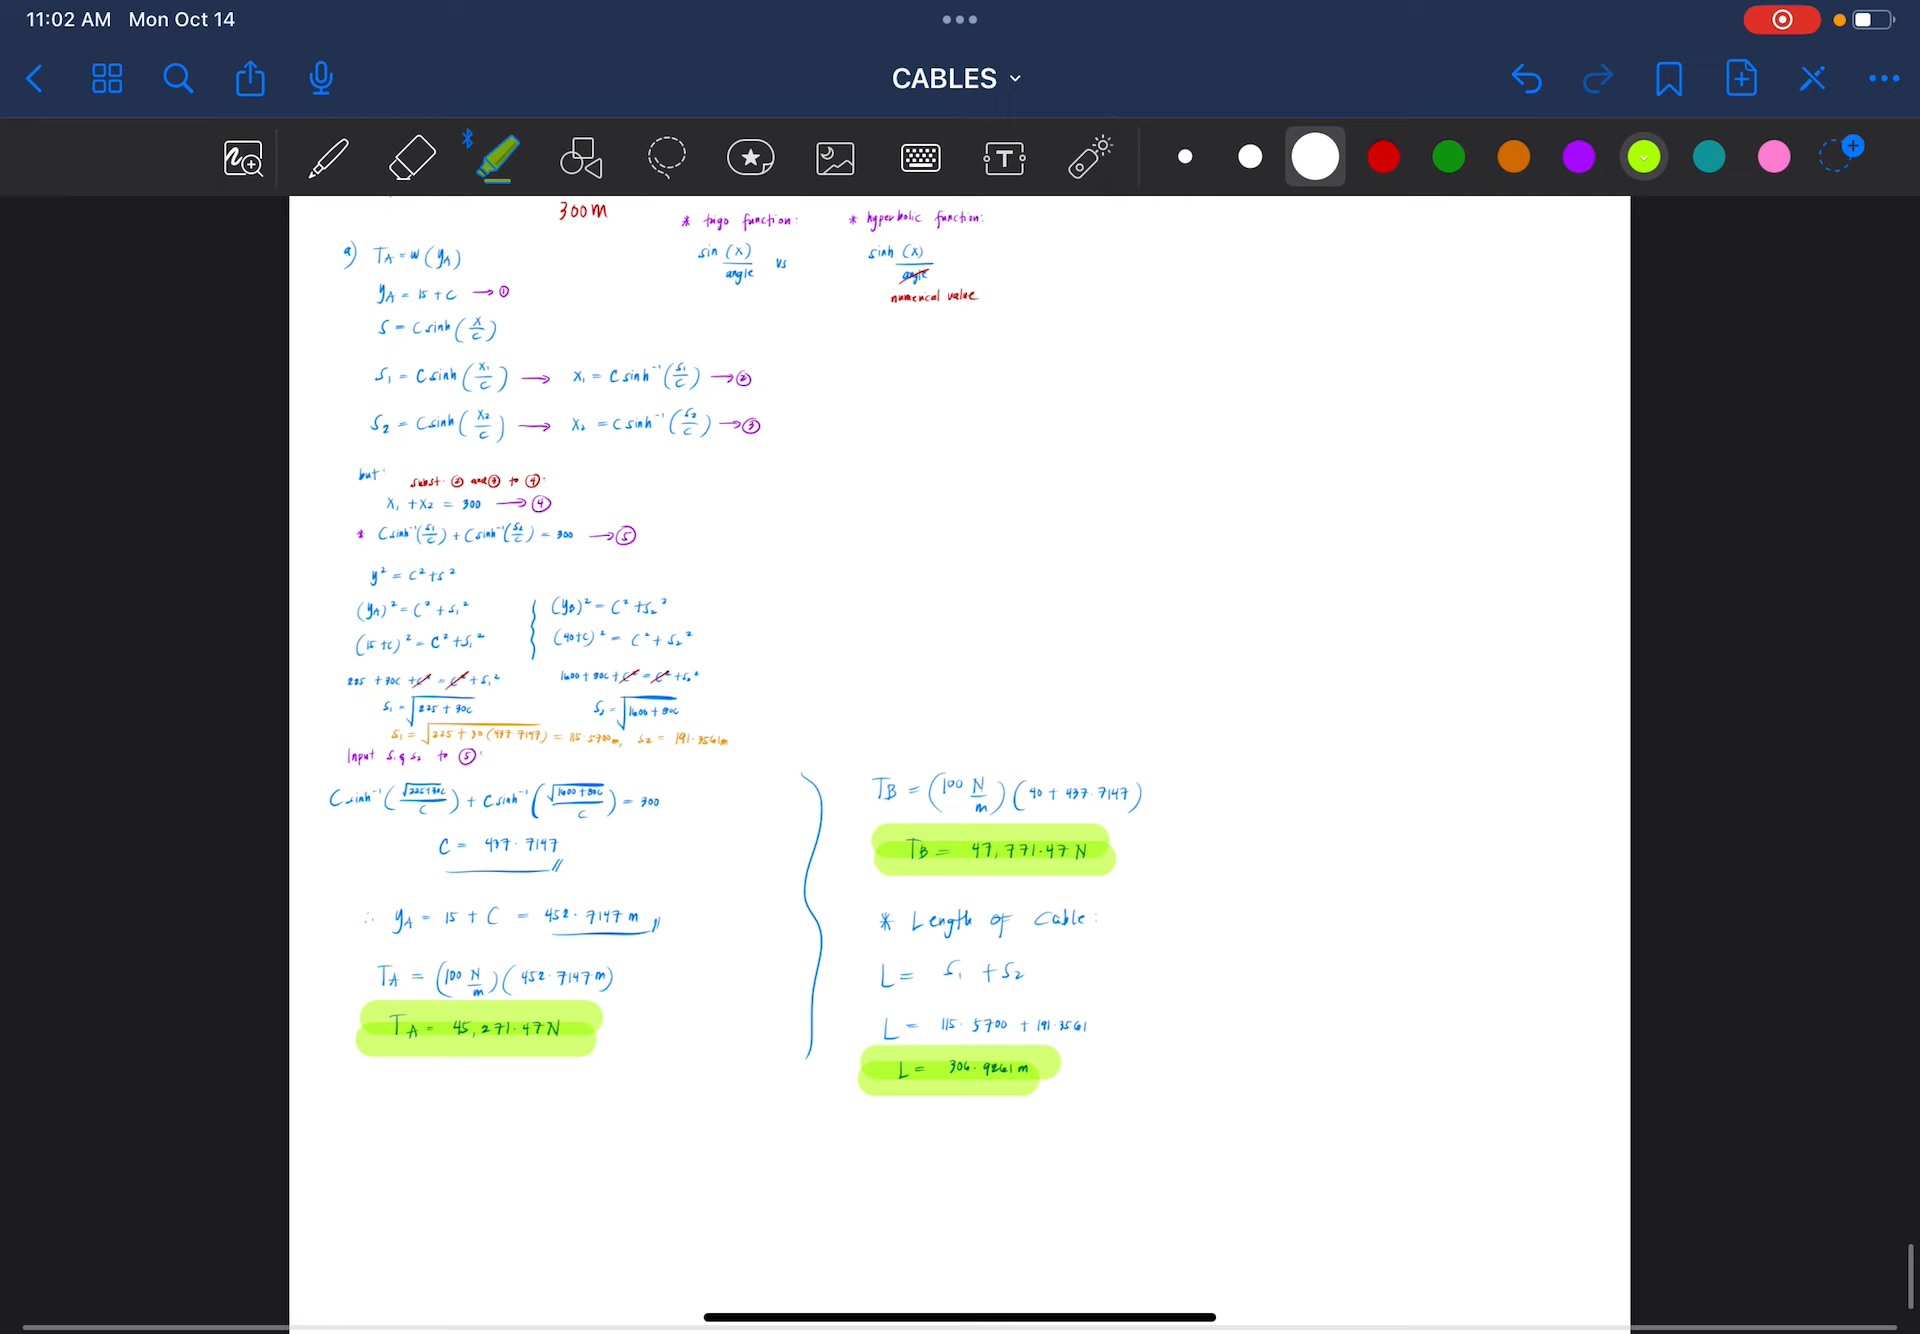 11:02 AM Mon Oct 14
CABLES
T
300m
* trigo function:
* hyperbolic function:
sin (x) vs sinh (x)
angle
angle
numerical value
a) TA = w (yA)
yA = 15 + C → ①
S = C sinh (x/C)
S1 = C sinh (x1/C) → x1 = C sinh⁻¹ (S1/C) → ②
S2 = C sinh (x2/C) → x2 = C sinh⁻¹ (S2/C) → ③
but:
subst. ② and ③ to ④:
x1 + x2 = 300 → ④
* C sinh⁻¹ (S1/C) + C sinh⁻¹ (S2/C) = 300 → ⑤
y² = C² + S²
(yA)² = C² + S1²
(15 + C)² = C² + S1²
225 + 30C + C² = C² + S1²
S1 = √(225 + 30C)
(yB)² = C² + S2²
(40 + C)² = C² + S2²
1600 + 80C + C² = C² + S2²
S2 = √(1600 + 80C)
S1 = √(225 + 30 (437.7147)) = 115.5700m, S2 = 191.3561m
Input S1 & S2 to ⑤:
C sinh⁻¹ (√(225+30C)/C) + C sinh⁻¹ (√(1600+80C)/C) = 300
C = 437.7147
∴ yA = 15 + C = 452.7147 m
TA = (100 N/m) (452.7147 m)
TA = 45,271.47 N
TB = (100 N/m) (40 + 437.7147)
TB = 47,771.47 N
* Length of Cable:
L = S1 + S2
L = 115.5700 + 191.3561
L = 306.9261 m